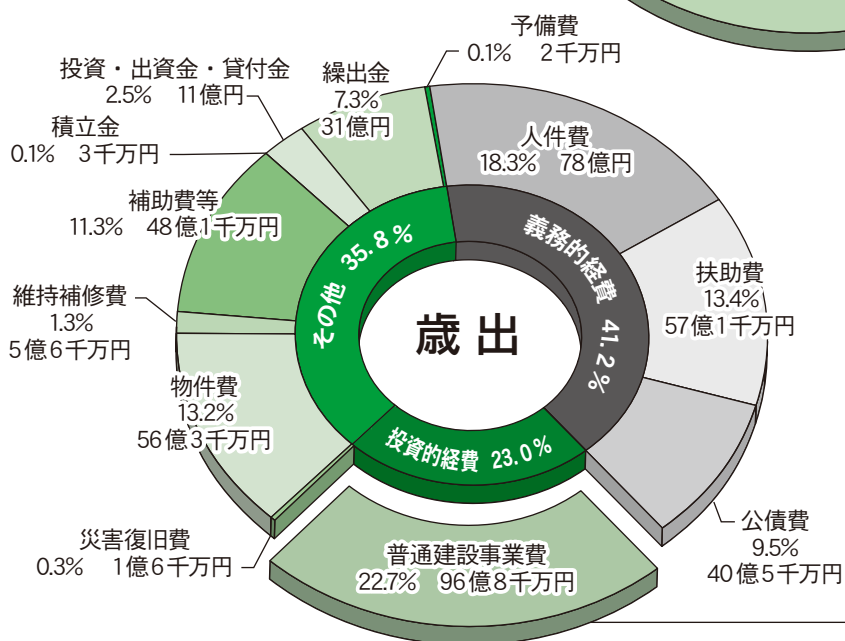 予備費
0.1% 2千万円
繰出金
7.3%
31億円
投資・出資金・貸付金
2.5% 11億円
積立金
0.1% 3千万円
補助費等
11.3% 48億1千万円
維持補修費
1.3%
5億6千万円
物件費
13.2%
56億3千万円
災害復旧費
0.3% 1億6千万円
普通建設事業費
22.7% 96億8千万円
公債費
9.5%
40億5千万円
扶助費
13.4%
57億1千万円
人件費
18.3% 78億円
義務的経費 41.2%
その他 35.8%
投資的経費 23.0%
歳出